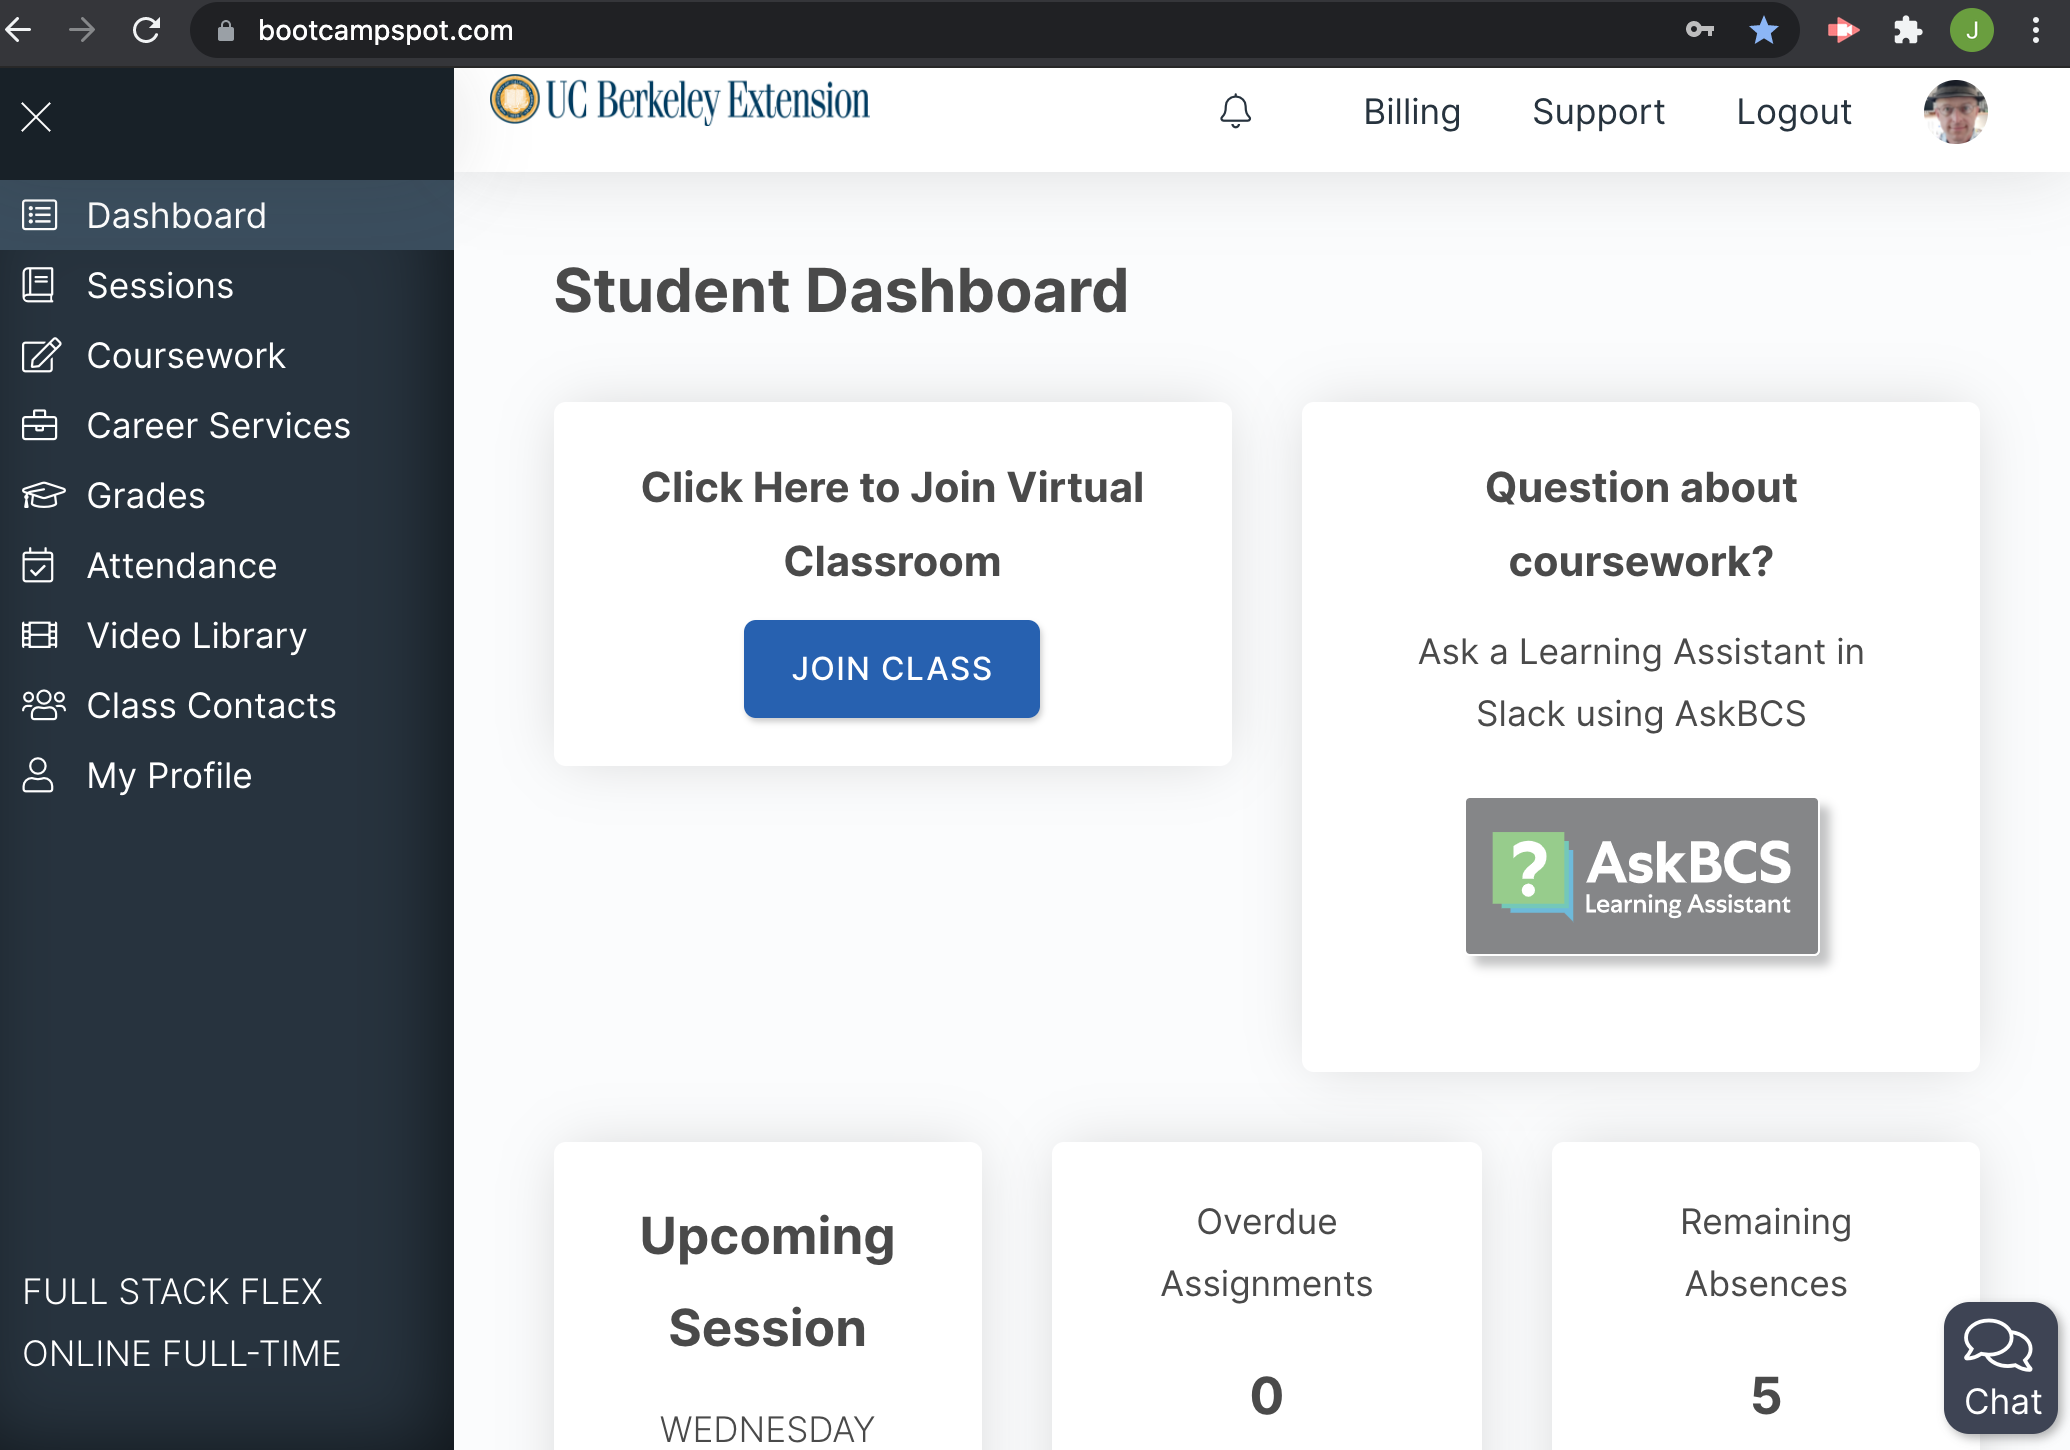 bootcampspot.com
J
UC Berkeley Extension
Billing
Support
Logout
Dashboard
Sessions
Coursework
Career Services
Grades
Attendance
Video Library
Class Contacts
My Profile
FULL STACK FLEX
ONLINE FULL-TIME
Student Dashboard
Click Here to Join Virtual
Classroom
JOIN CLASS
Question about
coursework?
Ask a Learning Assistant in
Slack using AskBCS
?
AskBCS
Learning Assistant
Upcoming
Session
WEDNESDAY
Overdue
Assignments
0
Remaining
Absences
5
Chat